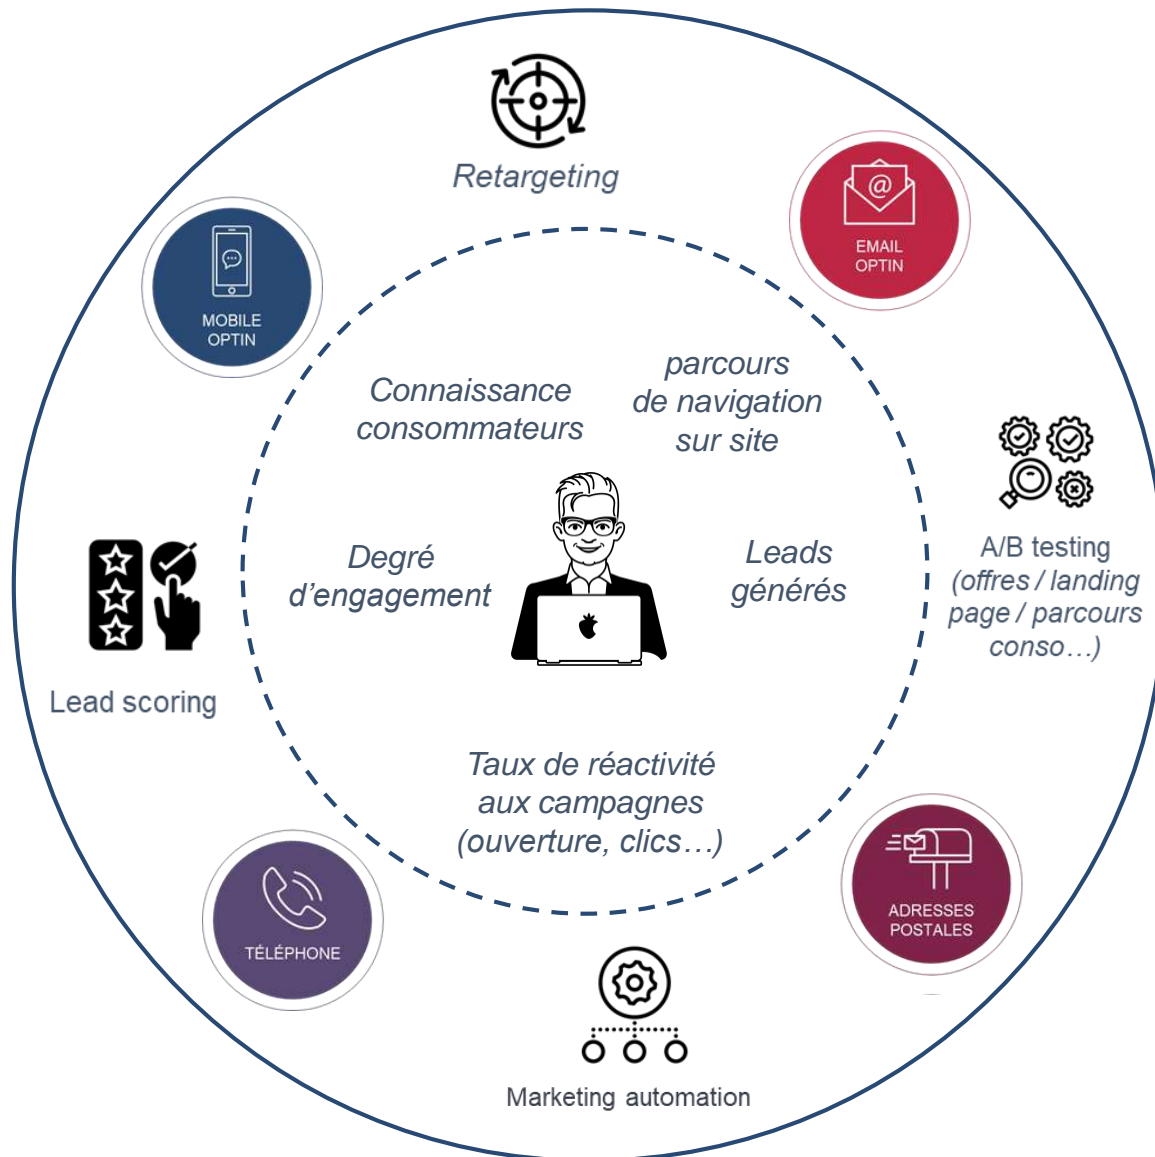 Retargeting
@
EMAIL
OPTIN
MOBILE
OPTIN
Connaissance
consommateurs
parcours
de navigation
sur site
Degré
d’engagement
Leads
générés
A/B testing
(offres / landing
page / parcours
conso…)
Lead scoring
Taux de réactivité
aux campagnes
(ouverture, clics…)
TÉLÉPHONE
ADRESSES
POSTALES
Marketing automation